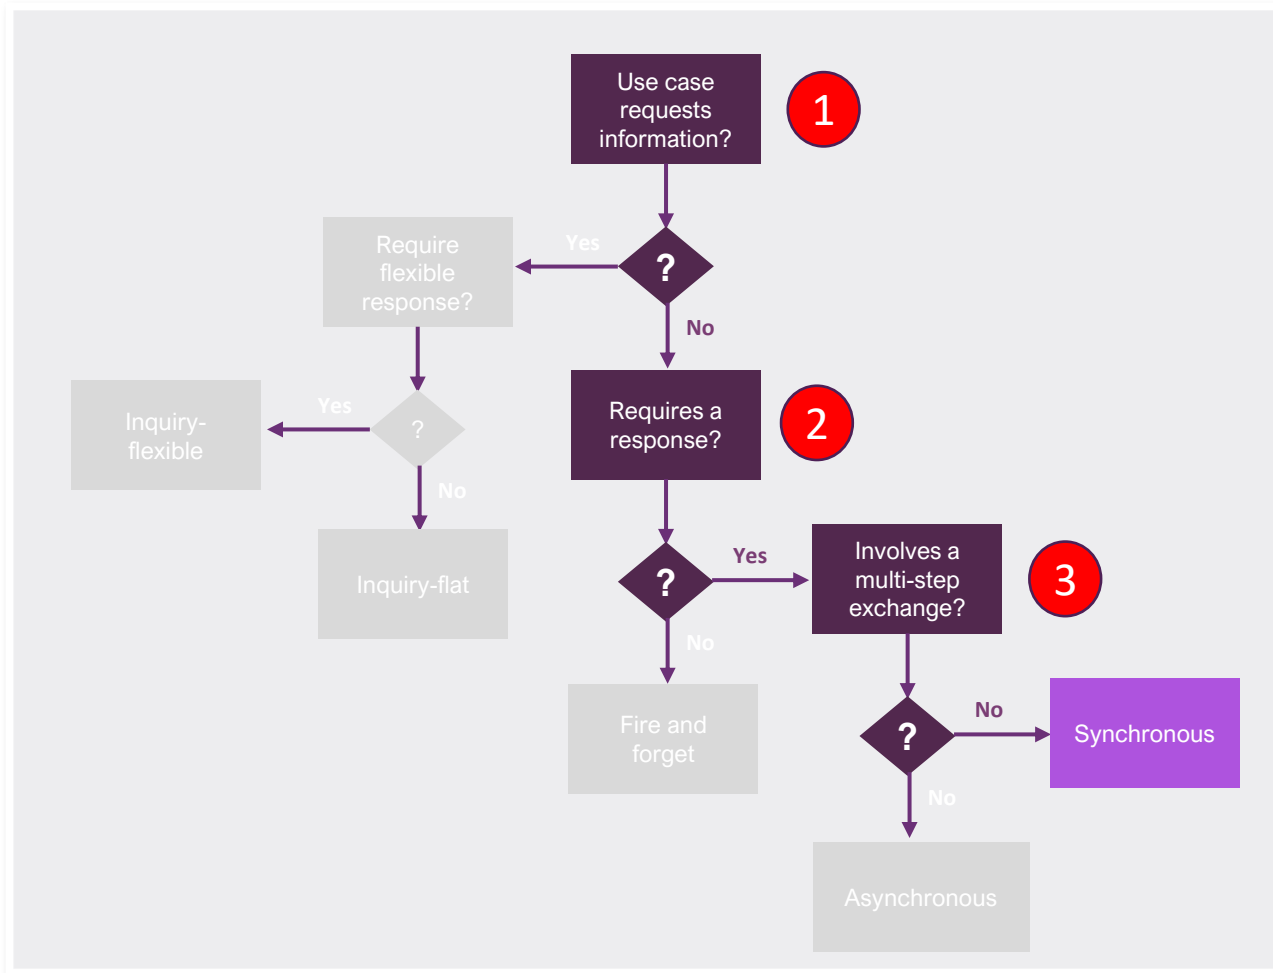 Use case
requests
information?
1
?
Yes
Require
flexible
response?
No
Requires a
response?
2
?
Yes
Inquiry-
flexible
No
Inquiry-flat
?
Yes
Involves a
multi-step
exchange?
3
No
Fire and
forget
?
No
Synchronous
No
Asynchronous